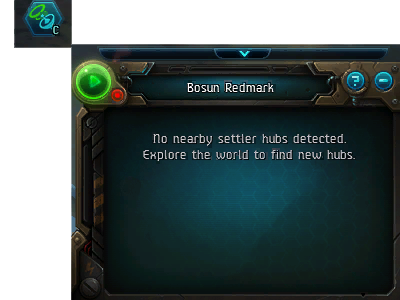 C
Bosun Redmark
?
No nearby settler hubs detected.
Explore the world to find new hubs.